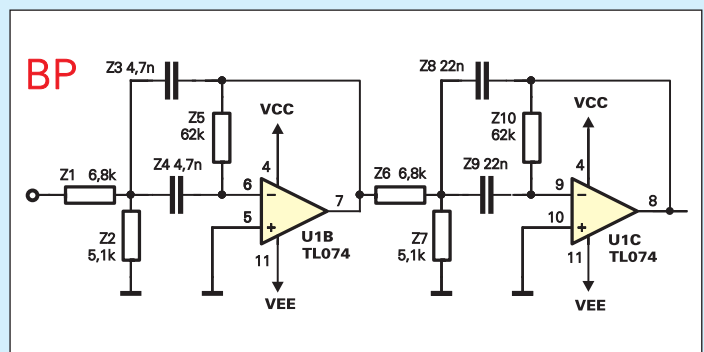 BP
Z3 4,7n
Z8 22n
VCC
VCC
Z5
62k
Z10
62k
Z4 4,7n
4
Z9 22n
4
Z1 6,8k
6
7
Z6 6,8k
9
8
5
10
Z2
5,1k
U1B
TL074
Z7
5,1k
U1C
TL074
11
11
VEE
VEE